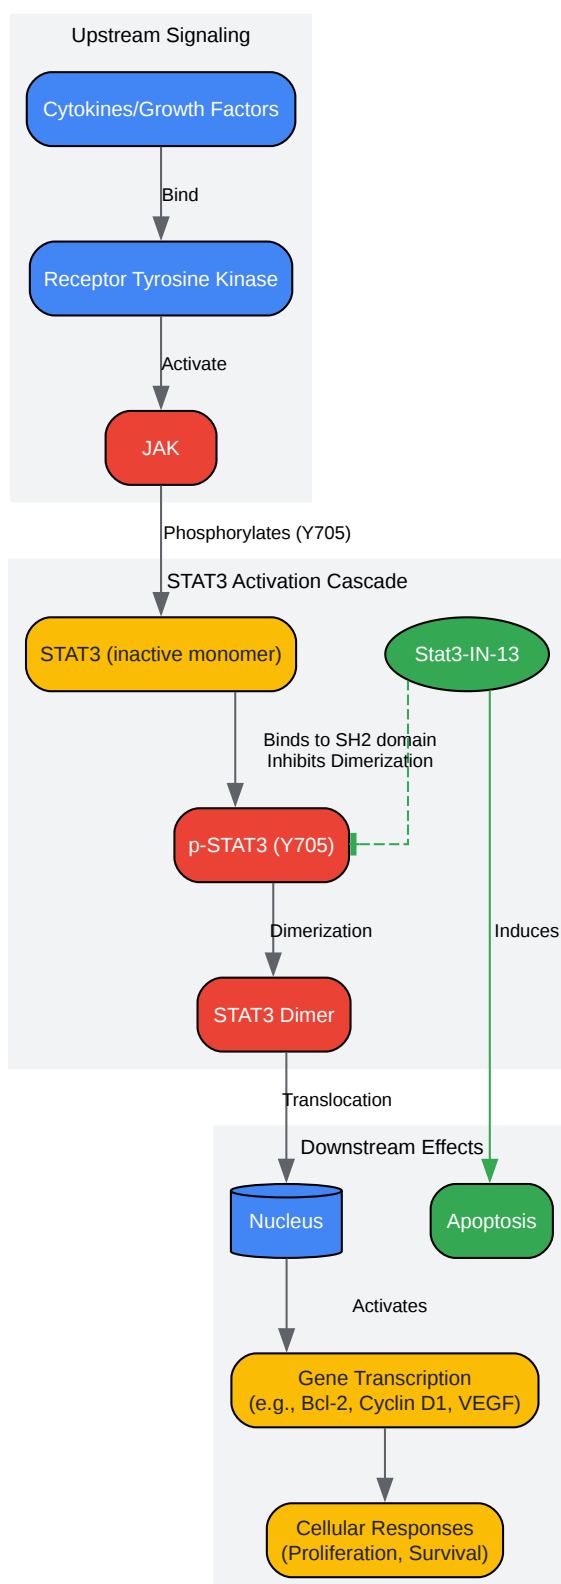 Upstream Signaling
Cytokines/Growth Factors
Bind
Receptor Tyrosine Kinase
Activate
JAK
Phosphorylates (Y705)
STAT3 Activation Cascade
STAT3 (inactive monomer)
Stat3-IN-13
Binds to SH2 domain
Inhibits Dimerization
p-STAT3 (Y705)
Dimerization
Induces
STAT3 Dimer
Translocation
Downstream Effects
Nucleus
Apoptosis
Activates
Gene Transcription
(e.g., Bcl-2, Cyclin D1, VEGF)
Cellular Responses
(Proliferation, Survival)